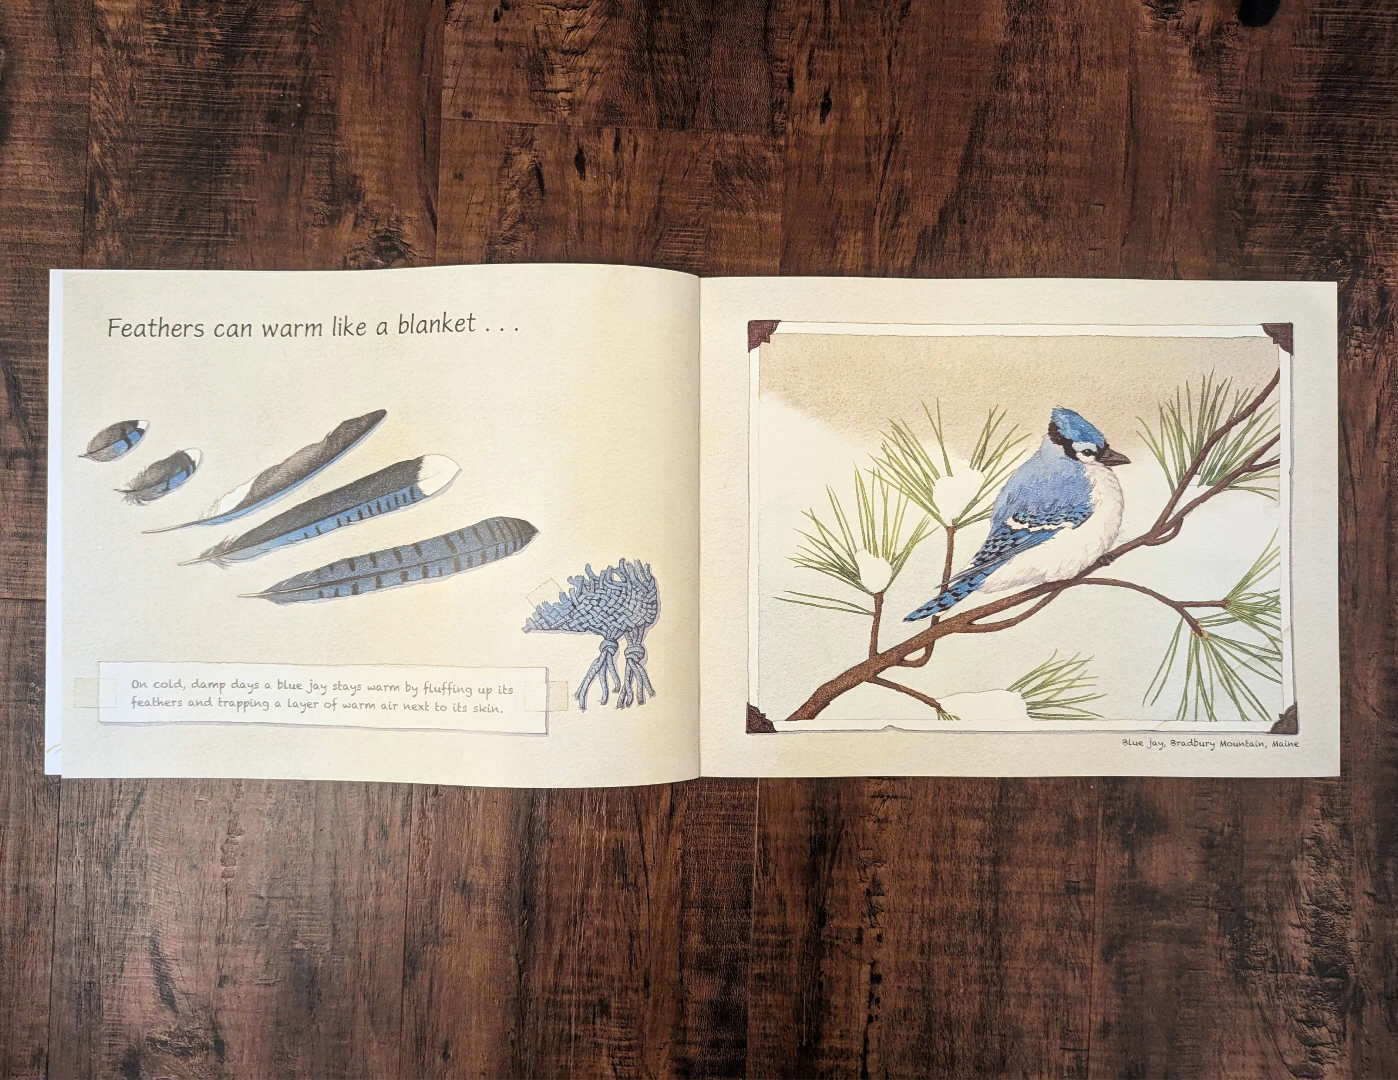 Feathers can warm like a blanket . . .
On cold, damp days a blue jay stays warm by fluffing up its
feathers and trapping a layer of warm air next to its skin.
Blue jay, Bradbury Mountain, Maine